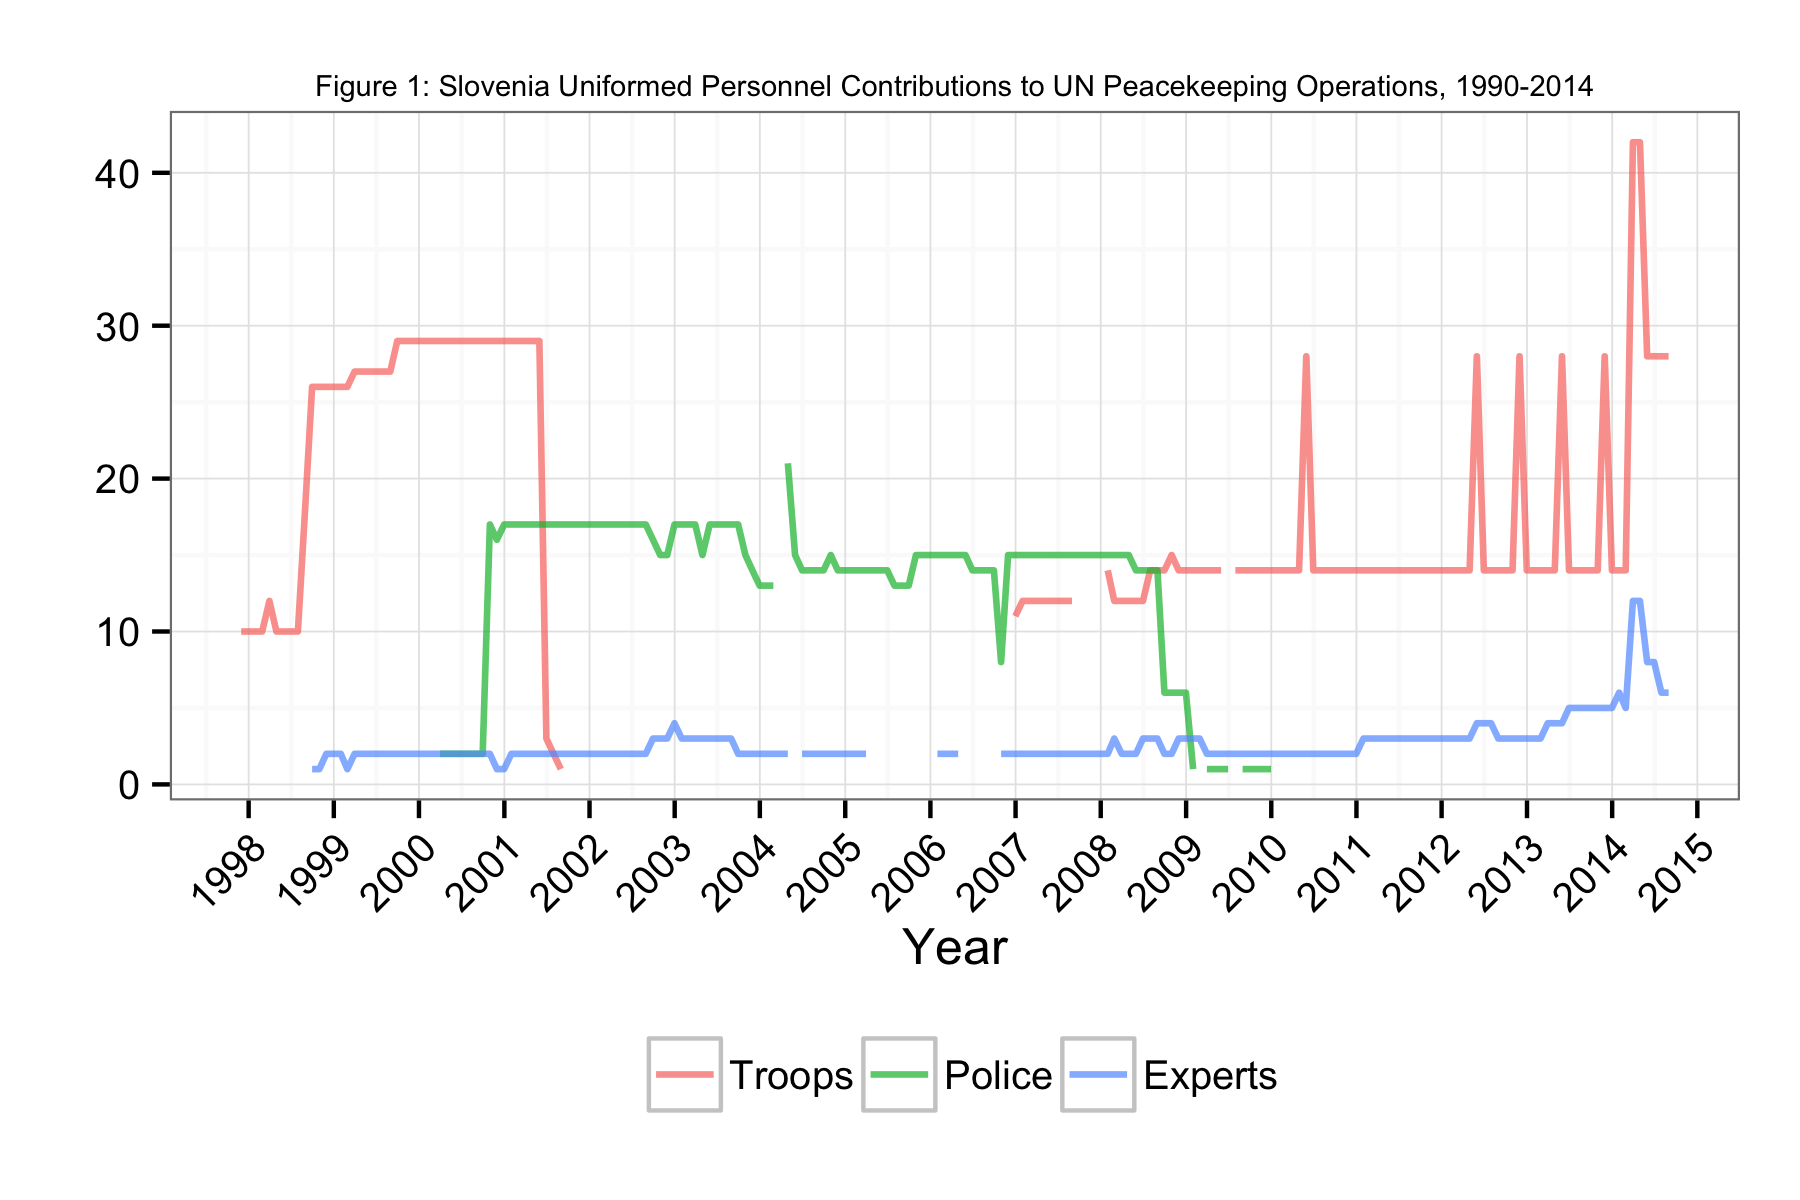 Figure 1: Slovenia Uniformed Personnel Contributions to UN Peacekeeping Operations, 1990-2014
40
30
20
10
0
1998 1999 2000 2001 2002 2003 2004 2005 2006 2007 2008 2009 2010 2011 2012 2013 2014 2015
Year
Troops Police Experts